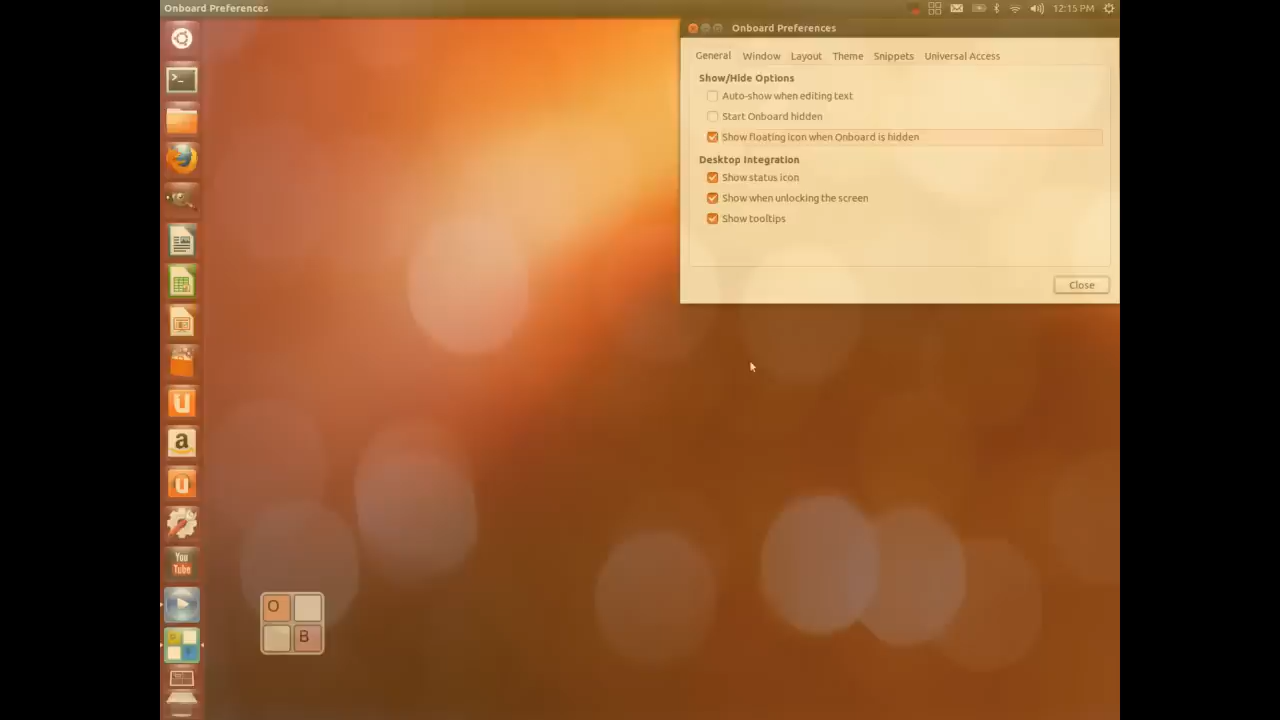 Onboard Preferences
12:15 PM
Onboard Preferences
General Window Layout Theme Snippets Universal Access
Show/Hide Options
Auto-show when editing text
Start Onboard hidden
Show floating icon when Onboard is hidden
Desktop Integration
Show status icon
Show when unlocking the screen
Show tooltips
Close
>_
U
a
u
You
Tube
O
B